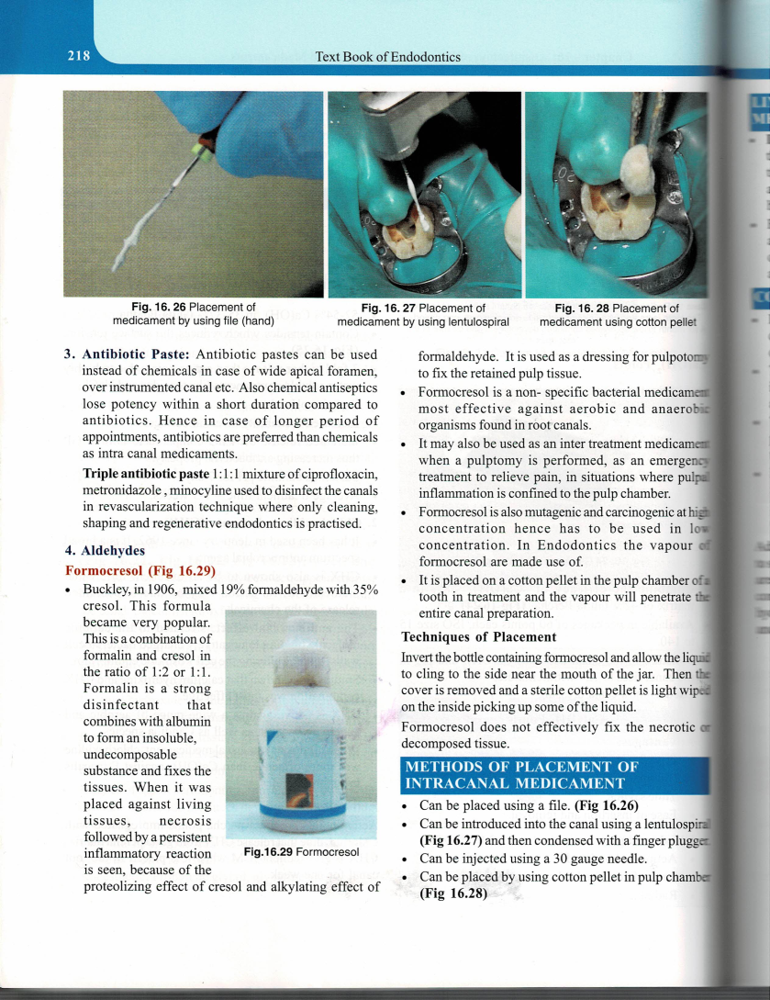 218
Text Book of Endodontics
Fig. 16. 26 Placement of
medicament by using file (hand)
Fig. 16. 27 Placement of
medicament by using lentulospiral
Fig. 16. 28 Placement of
medicament using cotton pellet
3. Antibiotic Paste: Antibiotic pastes can be used
instead of chemicals in case of wide apical foramen,
over instrumented canal etc. Also chemical antiseptics
lose potency within a short duration compared to
antibiotics. Hence in case of longer period of
appointments, antibiotics are preferred than chemicals
as intra canal medicaments.
Triple antibiotic paste 1:1:1 mixture of ciprofloxacin,
metronidazole , minocyline used to disinfect the canals
in revascularization technique where only cleaning,
shaping and regenerative endodontics is practised.
4. Aldehydes
Formocresol (Fig 16.29)
• Buckley, in 1906, mixed 19% formaldehyde with 35%
cresol. This formula
became very popular.
This is a combination of
formalin and cresol in
the ratio of 1:2 or 1:1.
Formalin is a strong
disinfectant that
combines with albumin
to form an insoluble,
undecomposable
substance and fixes the
tissues. When it was
placed against living
tissues, necrosis
followed by a persistent
inflammatory reaction
is seen, because of the
proteolizing effect of cresol and alkylating effect of
Fig.16.29 Formocresol
formaldehyde. It is used as a dressing for pulpotomy
to fix the retained pulp tissue.
• Formocresol is a non- specific bacterial medicament
most effective against aerobic and anaerobic
organisms found in root canals.
• It may also be used as an inter treatment medicament
when a pulptomy is performed, as an emergency
treatment to relieve pain, in situations where pulpal
inflammation is confined to the pulp chamber.
• Formocresol is also mutagenic and carcinogenic at high
concentration hence has to be used in low
concentration. In Endodontics the vapour of
formocresol are made use of.
• It is placed on a cotton pellet in the pulp chamber of a
tooth in treatment and the vapour will penetrate the
entire canal preparation.
Techniques of Placement
Invert the bottle containing formocresol and allow the liquid
to cling to the side near the mouth of the jar. Then the
cover is removed and a sterile cotton pellet is light wiped
on the inside picking up some of the liquid.
Formocresol does not effectively fix the necrotic or
decomposed tissue.
METHODS OF PLACEMENT OF
INTRACANAL MEDICAMENT
• Can be placed using a file. (Fig 16.26)
• Can be introduced into the canal using a lentulospiral
(Fig 16.27) and then condensed with a finger plugger.
• Can be injected using a 30 gauge needle.
• Can be placed by using cotton pellet in pulp chamber
(Fig 16.28)